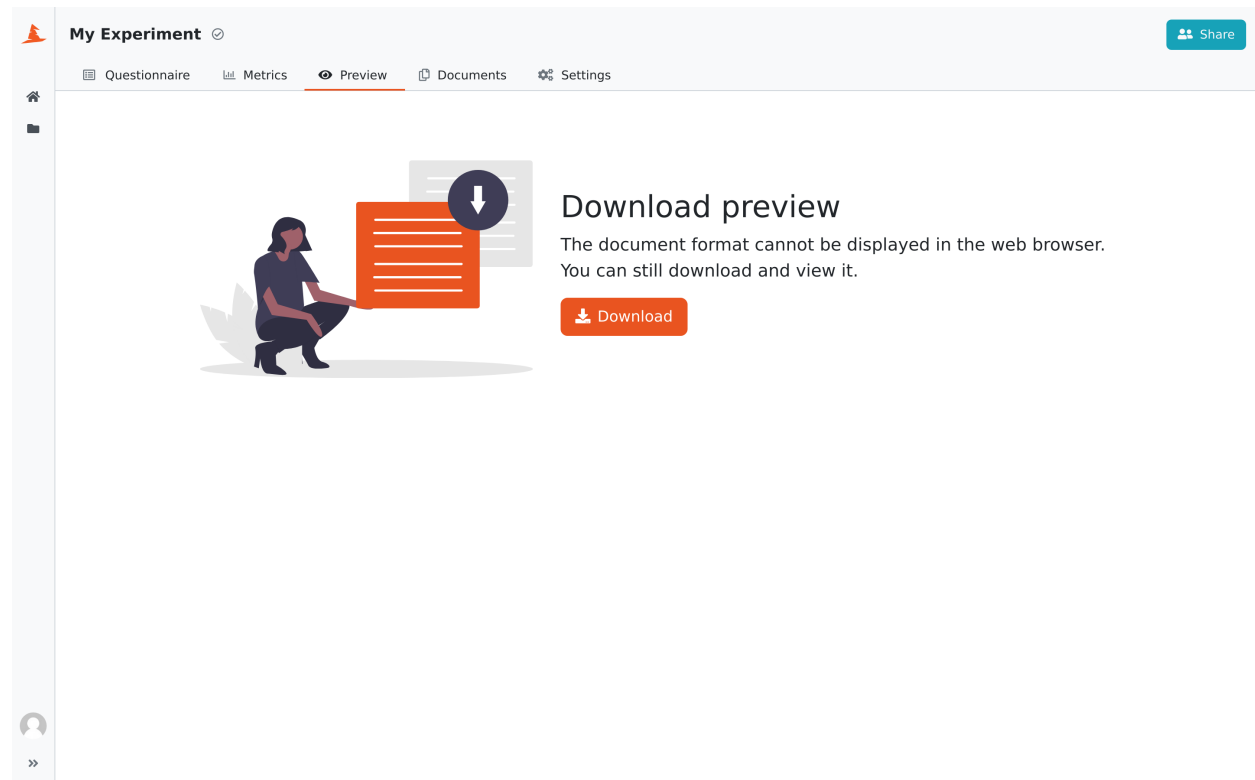 My Experiment
Share
Questionnaire
Metrics
Preview
Documents
Settings
Download preview
The document format cannot be displayed in the web browser.
You can still download and view it.
Download